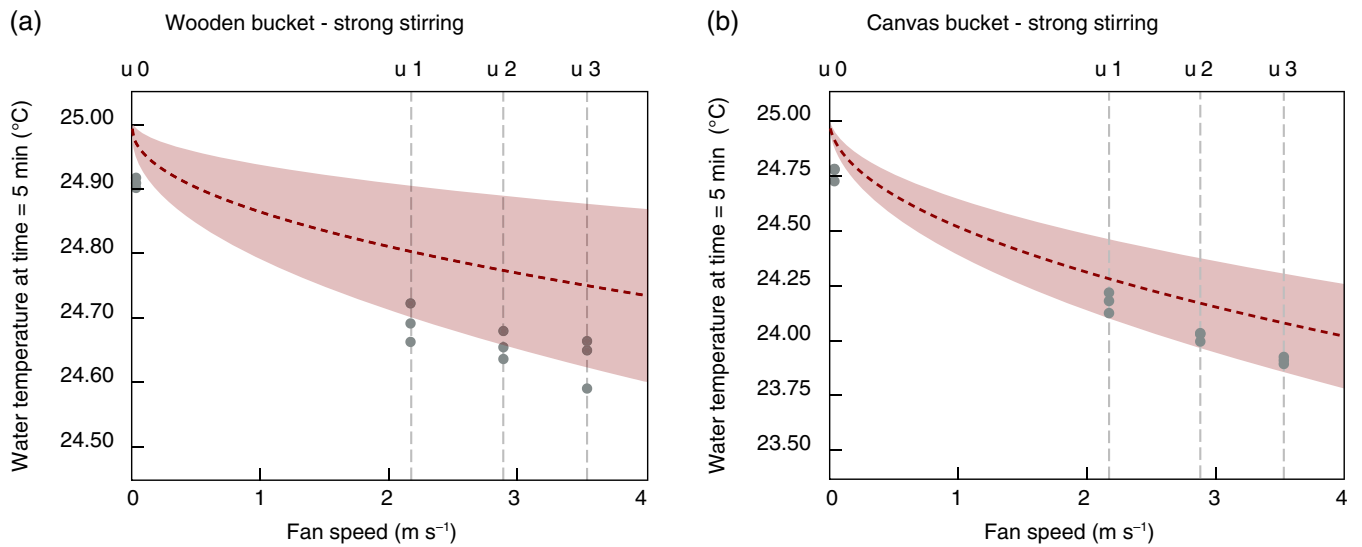 (a) Wooden bucket - strong stirring
u 0 u 1 u 2 u 3
25.00
24.90
24.80
24.70
24.60
24.50
Water temperature at time = 5 min (°C)
0 1 2 3 4
Fan speed (m s⁻¹)
(b) Canvas bucket - strong stirring
u 0 u 1 u 2 u 3
25.00
24.75
24.50
24.25
24.00
23.75
23.50
Water temperature at time = 5 min (°C)
0 1 2 3 4
Fan speed (m s⁻¹)